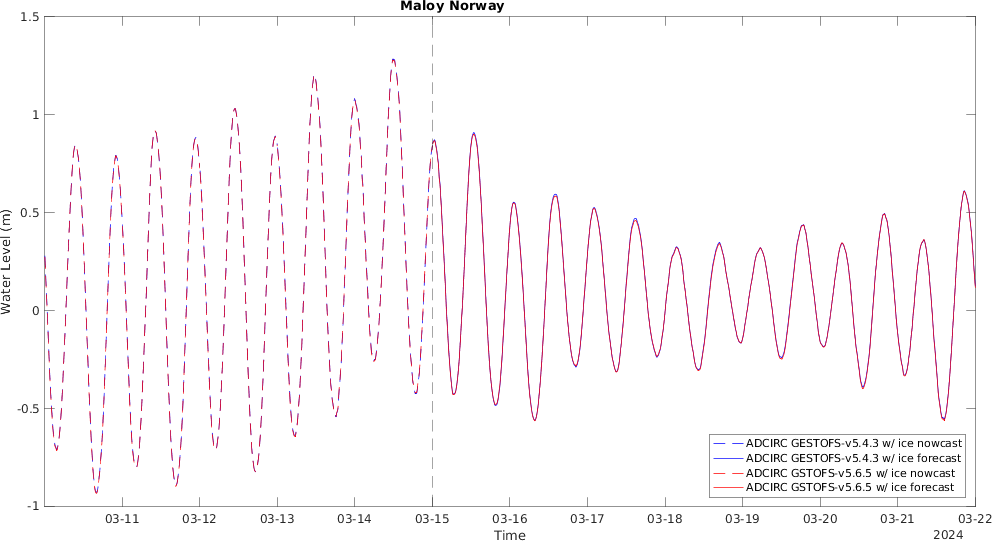 Maloy Norway
Water Level (m)
1.5
1
0.5
0
-0.5
-1
ADCIRC GESTOFS-v5.4.3 w/ ice nowcast
ADCIRC GESTOFS-v5.4.3 w/ ice forecast
ADCIRC GSTOFS-v5.6.5 w/ ice nowcast
ADCIRC GSTOFS-v5.6.5 w/ ice forecast
03-11 03-12 03-13 03-14 03-15 03-16 03-17 03-18 03-19 03-20 03-21 03-22
Time
2024